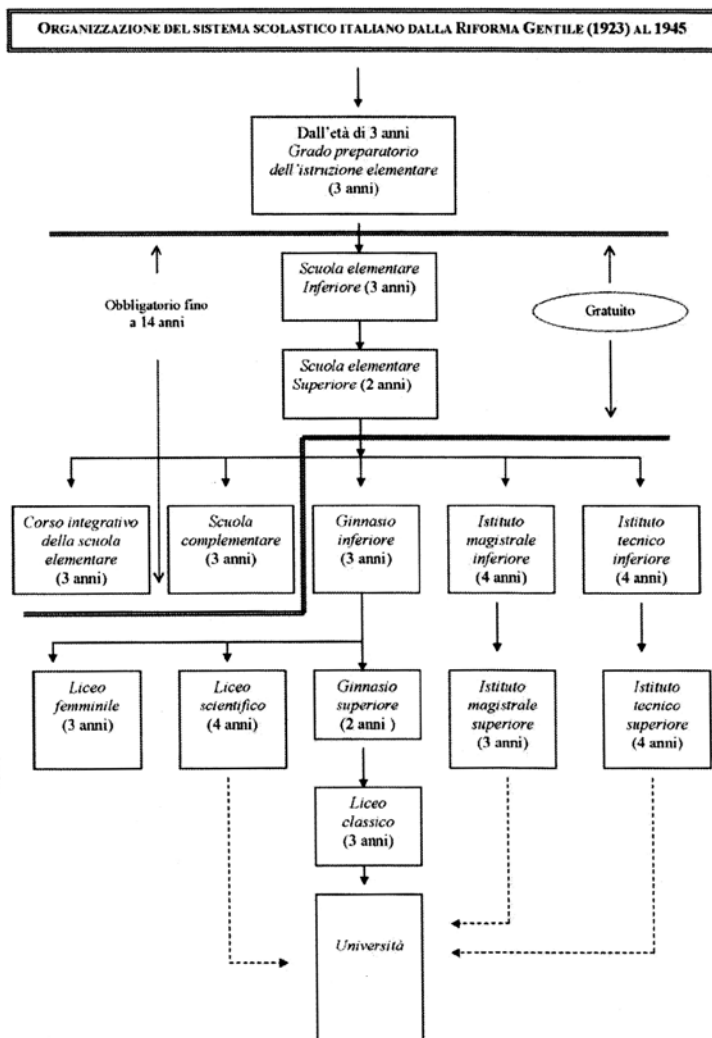 ORGANIZZAZIONE DEL SISTEMA SCOLASTICO ITALIANO DALLA RIFORMA GENTILE (1923) AL 1945
Dall'età di 3 anni
Grado preparatorio
dell'istruzione elementare
(3 anni)
Scuola elementare
Inferiore (3 anni)
Obbligatorio fino
a 14 anni
Gratuito
Scuola elementare
Superiore (2 anni)
Corso integrativo
della scuola
elementare
(3 anni)
Scuola
complementare
(3 anni)
Ginnasio
inferiore
(3 anni)
Istituto
magistrale
inferiore
(4 anni)
Istituto
tecnico
inferiore
(4 anni)
Liceo
femminile
(3 anni)
Liceo
scientifico
(4 anni)
Ginnasio
superiore
(2 anni )
Istituto
magistrale
superiore
(3 anni)
Istituto
tecnico
superiore
(4 anni)
Liceo
classico
(3 anni)
Università